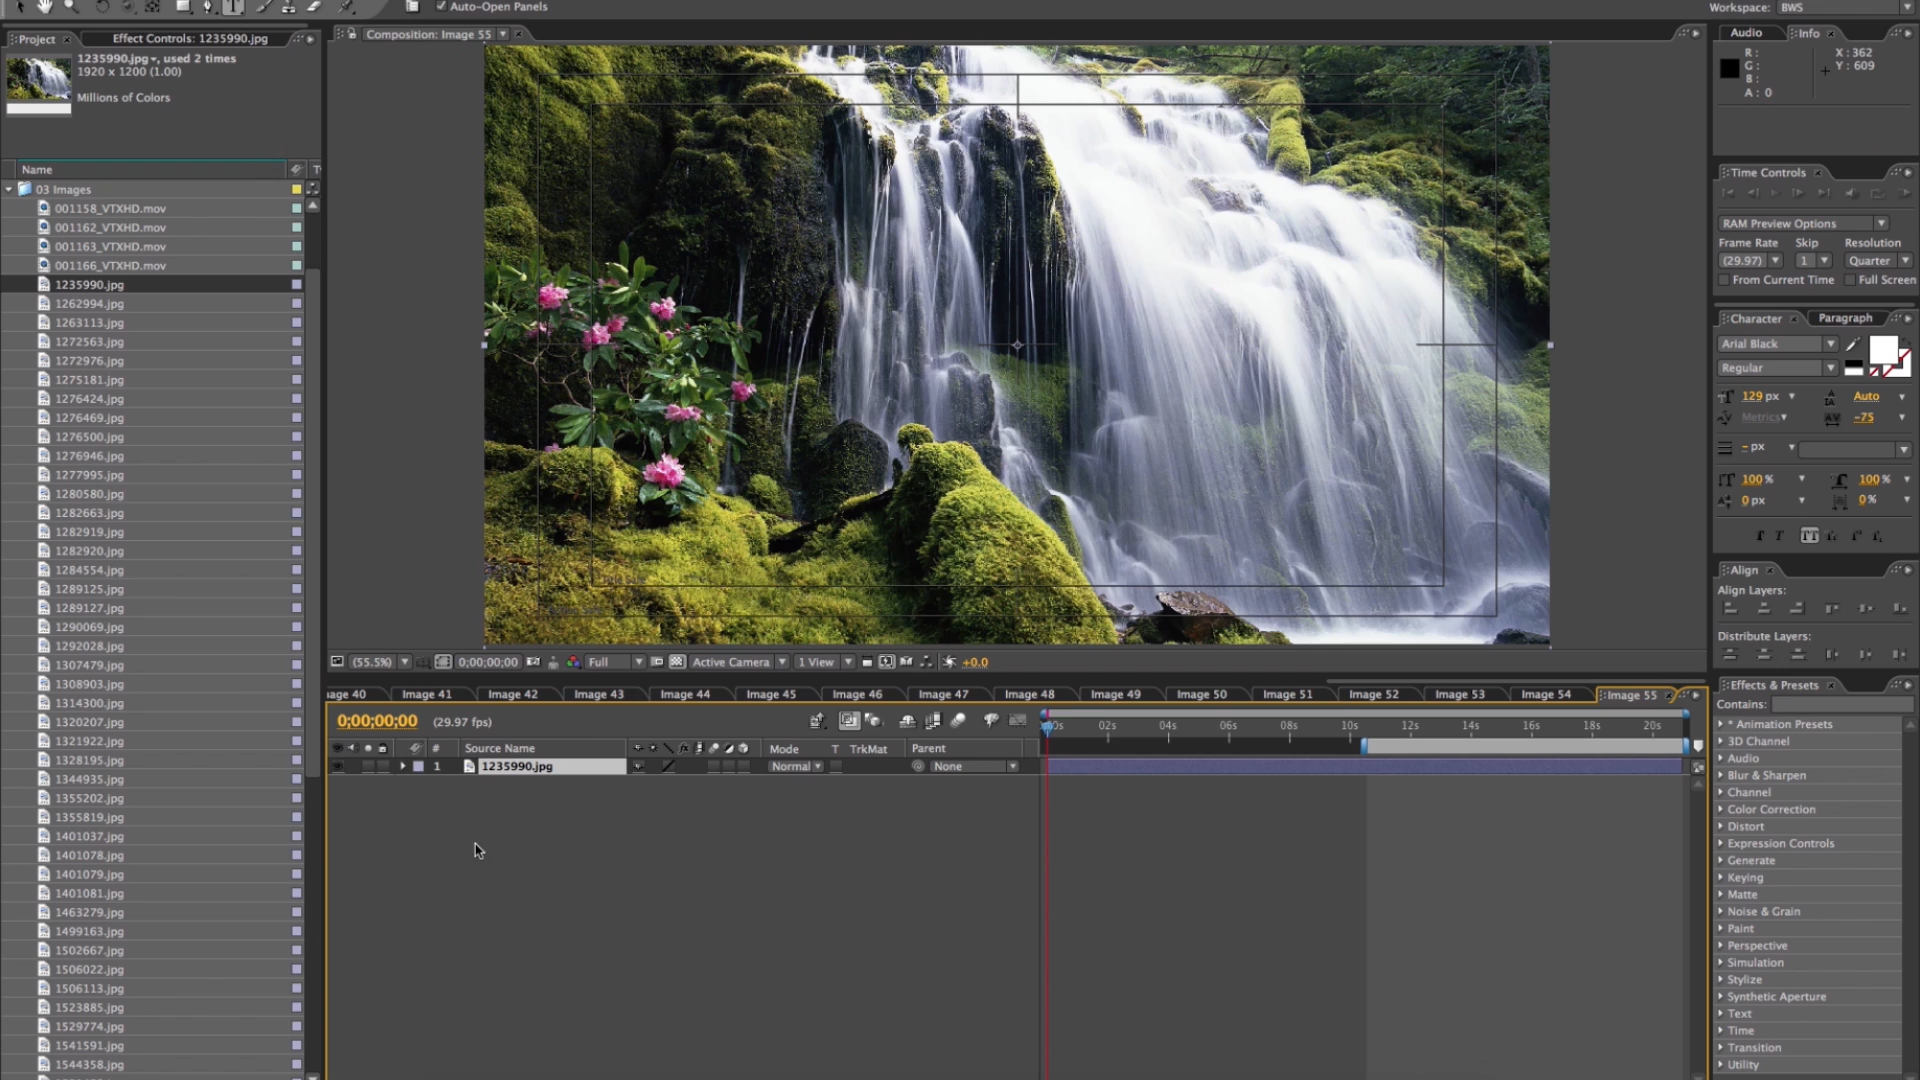 Auto-Open Panels
Workspace: BWS
Project
Effect Controls: 1235990.jpg
1235990.jpg, used 2 times
1920 x 1200 (1.00)
Millions of Colors
Name
03 Images
001158_VTXHD.mov
001162_VTXHD.mov
001163_VTXHD.mov
001166_VTXHD.mov
1235990.jpg
1262994.jpg
1263113.jpg
1272563.jpg
1272976.jpg
1275181.jpg
1276424.jpg
1276469.jpg
1276500.jpg
1276946.jpg
1277995.jpg
1280580.jpg
1282663.jpg
1282919.jpg
1282920.jpg
1284554.jpg
1289125.jpg
1289127.jpg
1290069.jpg
1292028.jpg
1307479.jpg
1308903.jpg
1314300.jpg
1320207.jpg
1321922.jpg
1328195.jpg
1344935.jpg
1355202.jpg
1355819.jpg
1401037.jpg
1401078.jpg
1401079.jpg
1401081.jpg
1463279.jpg
1499163.jpg
1502667.jpg
1506022.jpg
1506113.jpg
1523885.jpg
1529774.jpg
1541591.jpg
1544358.jpg
Composition: Image 55
(55.5%) 0;00;00;00 Full Active Camera 1 View +0.0
age 40 Image 41 Image 42 Image 43 Image 44 Image 45 Image 46 Image 47 Image 48 Image 49 Image 50 Image 51 Image 52 Image 53 Image 54 Image 55
0;00;00;00 (29.97 fps)
02s 04s 06s 08s 10s 12s 14s 16s 18s 20s
# Source Name Mode T TrkMat Parent
1 1235990.jpg Normal None
Audio Info
R :
G :
B :
A : 0
X : 362
Y : 609
Time Controls
RAM Preview Options
Frame Rate Skip Resolution
(29.97) 1 Quarter
From Current Time Full Screen
Character Paragraph
Arial Black
Regular
129 px Auto
Metrics -75
- px
100 % 100 %
0 px 0 %
Align
Align Layers:
Distribute Layers:
Effects & Presets
Contains:
* Animation Presets
3D Channel
Audio
Blur & Sharpen
Channel
Color Correction
Distort
Expression Controls
Generate
Keying
Matte
Noise & Grain
Paint
Perspective
Simulation
Stylize
Synthetic Aperture
Text
Time
Transition
Utility